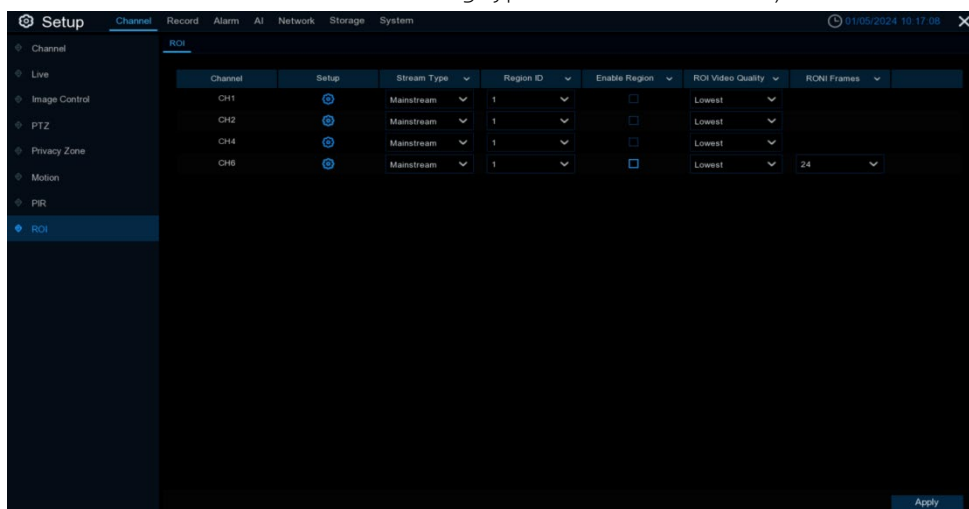 Setup Channel Record Alarm AI Network Storage System 01/05/2024 10:17:08
Channel
Live
Image Control
PTZ
Privacy Zone
Motion
PIR
ROI
ROI
Channel Setup Stream Type Region ID Enable Region ROI Video Quality RONI Frames
CH1 Mainstream 1 Lowest
CH2 Mainstream 1 Lowest
CH4 Mainstream 1 Lowest
CH6 Mainstream 1 Lowest 24
Apply